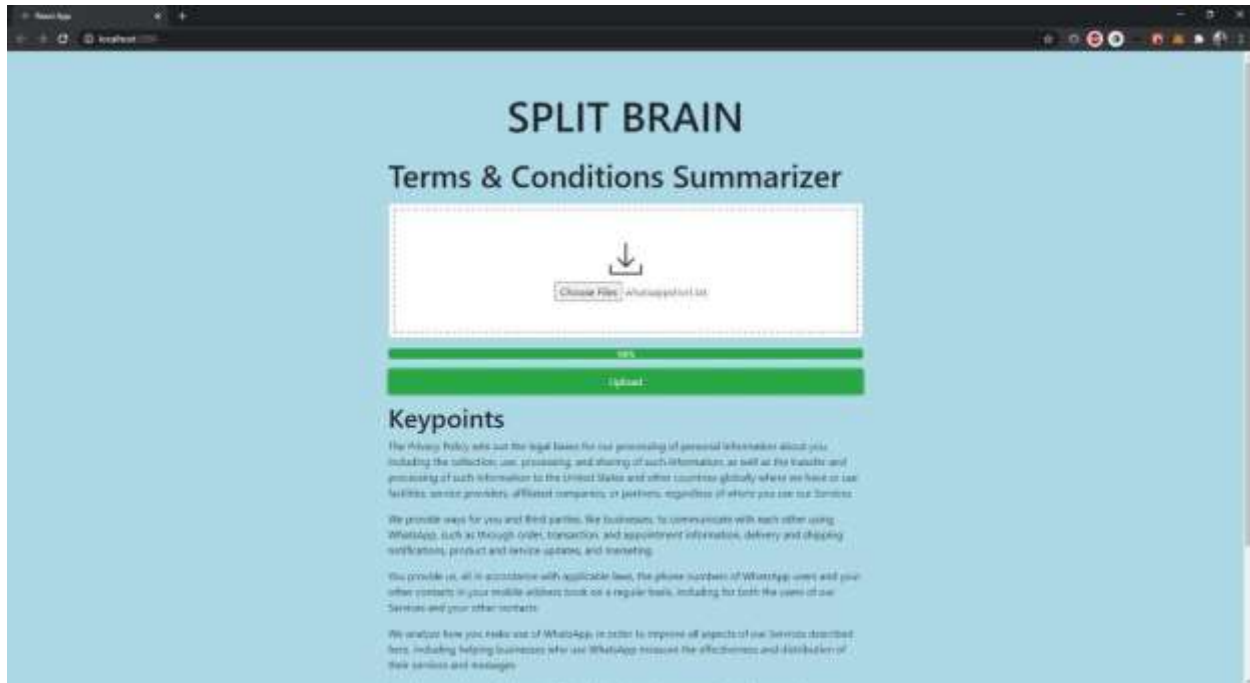 React App
localhost
SPLIT BRAIN
Terms & Conditions Summarizer
Choose Files
Upload
Keypoints
The Privacy Policy sets out the legal bases for our processing of personal information about you,
including the collection, use, processing, and sharing of such information, as well as the transfer and
processing of such information to the United States and other countries globally where we have or use
facilities, service providers, affiliated companies, or partners, regardless of where you use our Services
We provide ways for you and third parties, like businesses, to communicate with each other using
WhatsApp, such as through order, transaction, and appointment information, delivery and shipping
notifications, product and service updates, and marketing.
You provide us, all in accordance with applicable laws, the phone numbers of WhatsApp users and your
other contacts in your mobile address book on a regular basis, including for both the users of our
Services and your other contacts
We analyze how you make use of WhatsApp, in order to improve all aspects of our Services described
here, including helping businesses who use WhatsApp measure the effectiveness and distribution of
their services and messages